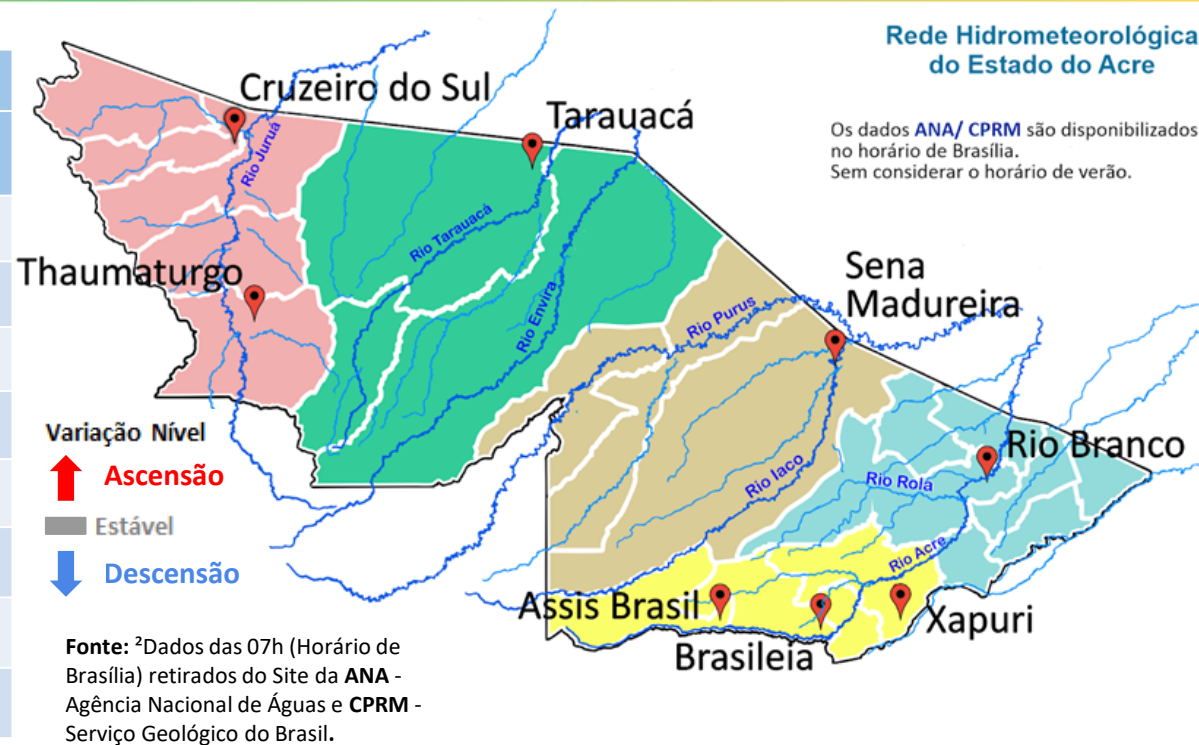 Rede Hidrometeorológica
do Estado do Acre
Os dados ANA/ CPRM são disponibilizados
no horário de Brasília.
Sem considerar o horário de verão.
Cruzeiro do Sul
Tarauacá
Rio Juruá
Rio Tarauacá
Thaumaturgo
Rio Envira
Sena
Madureira
Rio Purus
Variação Nível
Ascensão
Estável
Descensão
Rio Branco
Rio Iaco
Rio Rola
Rio Acre
Assis Brasil
Xapuri
Brasileia
Fonte: ²Dados das 07h (Horário de
Brasília) retirados do Site da ANA -
Agência Nacional de Águas e CPRM -
Serviço Geológico do Brasil.